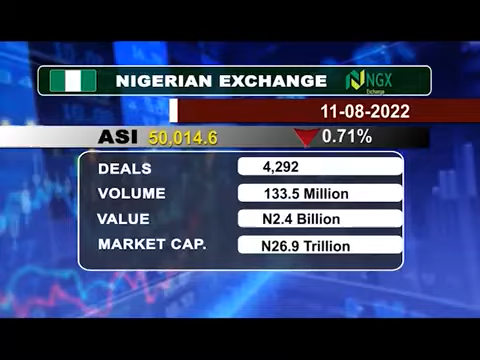 NIGERIAN EXCHANGE NGX
Exchange
11-08-2022
ASI 50,014.6 0.71%
DEALS 4,292
VOLUME 133.5 Million
VALUE N2.4 Billion
MARKET CAP. N26.9 Trillion